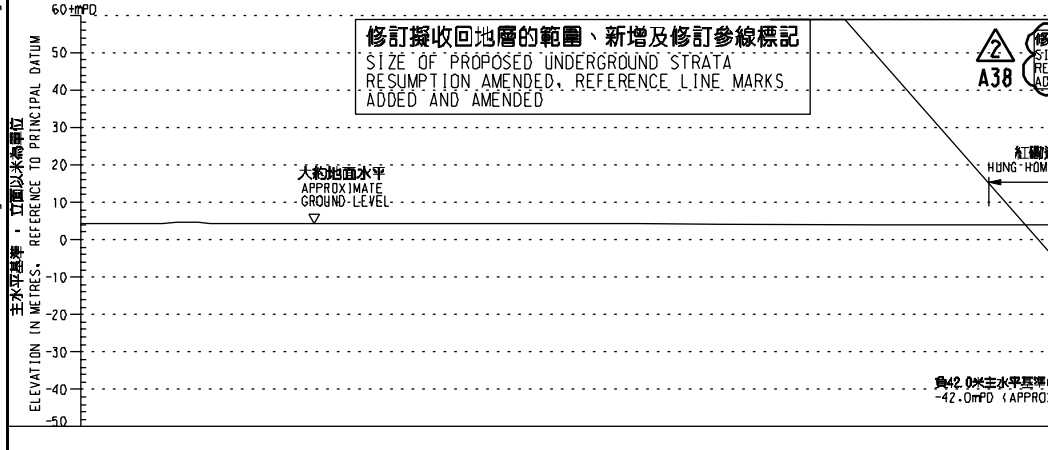 60+mPD
50
40
30
20
10
0
-10
-20
-30
-40
-50
主水平基準，立面以米為單位
ELEVATION IN METRES, REFERENCE TO PRINCIPAL DATUM
修訂擬收回地層的範圍、新增及修訂參線標記
SIZE OF PROPOSED UNDERGROUND STRATA
RESUMPTION AMENDED, REFERENCE LINE MARKS
ADDED AND AMENDED
2
A38
修
SI
RE
AD
大約地面水平
APPROXIMATE
GROUND LEVEL
紅磡
HUNG HOM
負42.0米主水平基準
-42.0mPD (APPRO